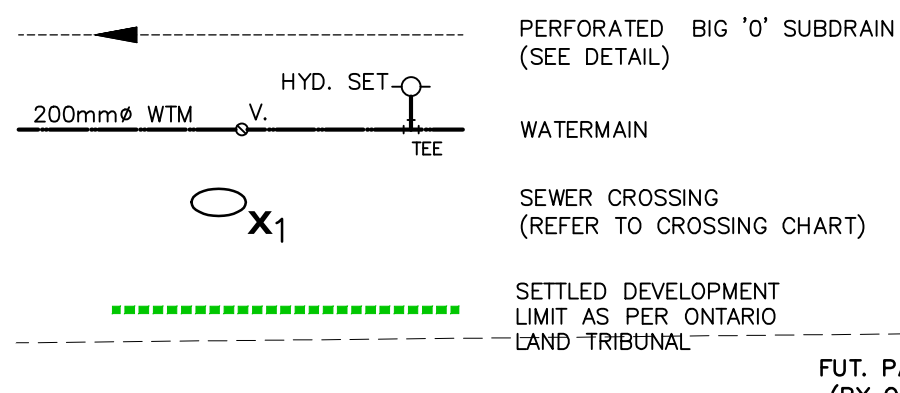 PERFORATED BIG 'O' SUBDRAIN
(SEE DETAIL)
HYD. SET
200mmø WTM
V.
TEE
WATERMAIN
X1
SEWER CROSSING
(REFER TO CROSSING CHART)
SETTLED DEVELOPMENT
LIMIT AS PER ONTARIO
LAND TRIBUNAL
FUT.